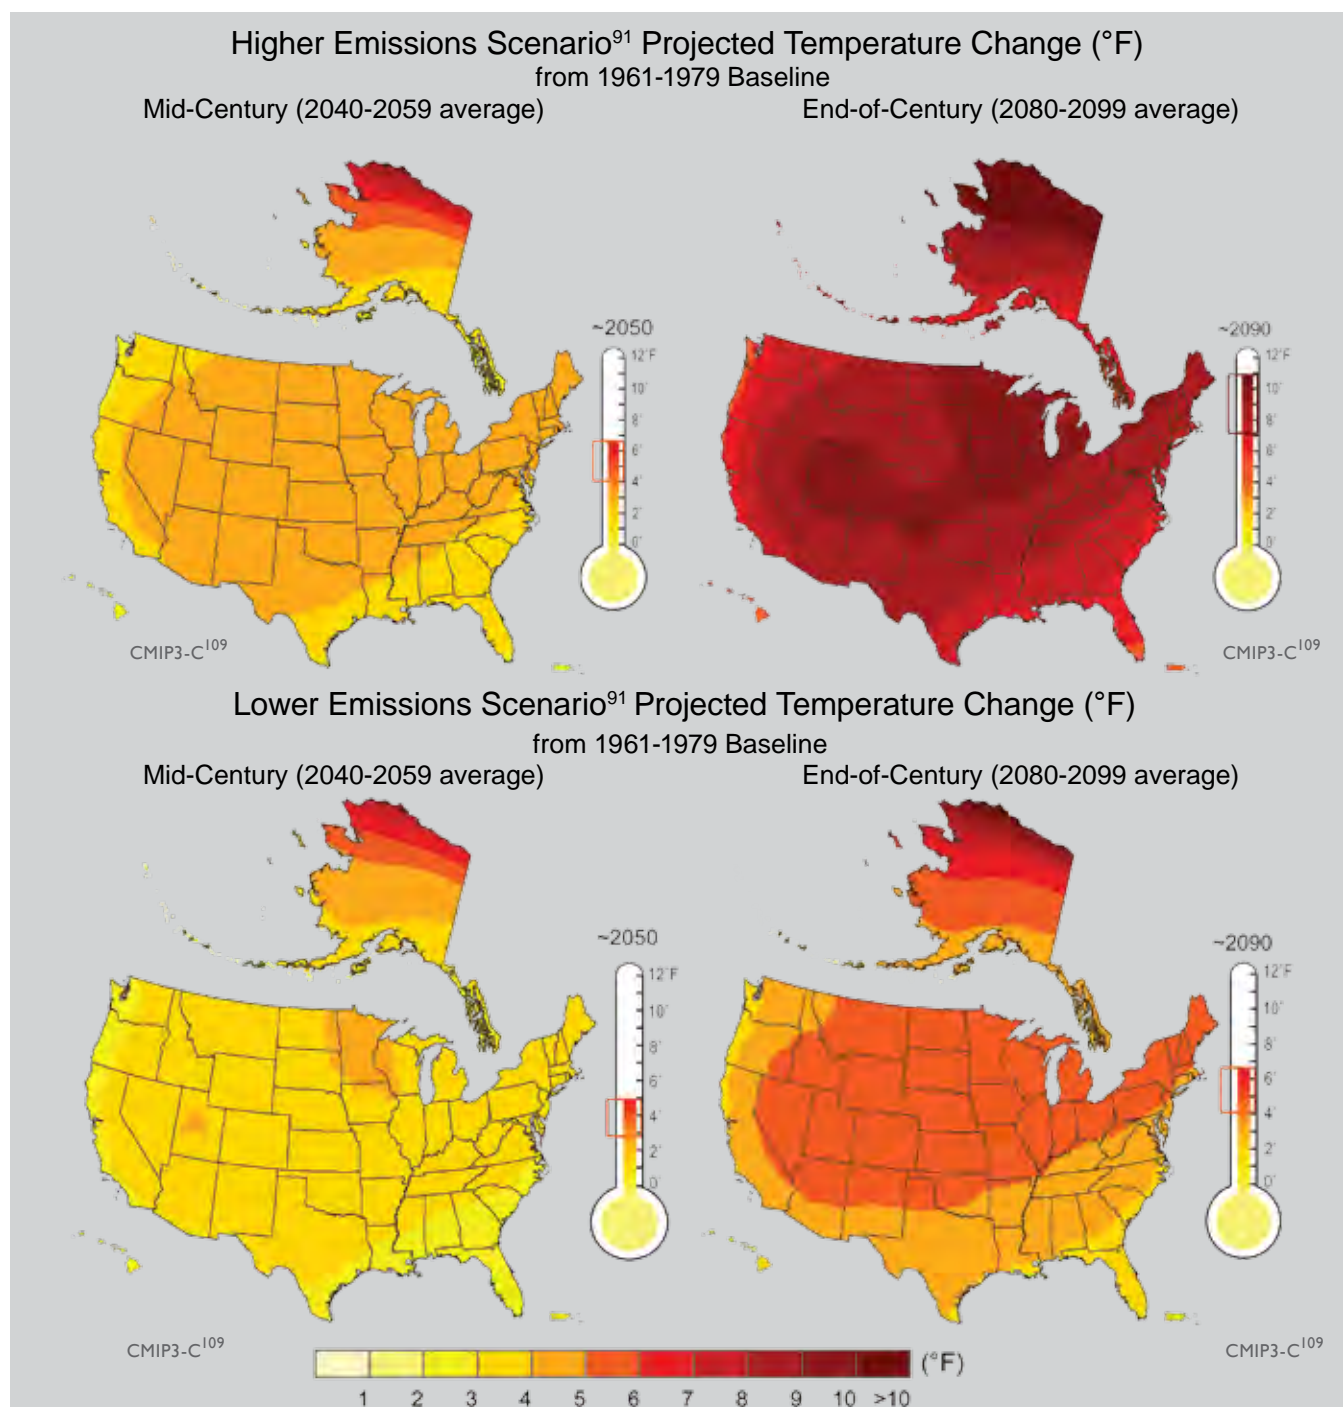 Higher Emissions Scenario91 Projected Temperature Change (°F)
from 1961-1979 Baseline
Mid-Century (2040-2059 average)
End-of-Century (2080-2099 average)
~2050
12°F
10°
8°
6°
4°
2°
0°
~2090
12°F
10°
8°
6°
4°
2°
0°
CMIP3-C109
CMIP3-C109
Lower Emissions Scenario91 Projected Temperature Change (°F)
from 1961-1979 Baseline
Mid-Century (2040-2059 average)
End-of-Century (2080-2099 average)
~2050
12°F
10°
8°
6°
4°
2°
0°
~2090
12°F
10°
8°
6°
4°
2°
0°
CMIP3-C109
CMIP3-C109
(°F)
1 2 3 4 5 6 7 8 9 10 >10